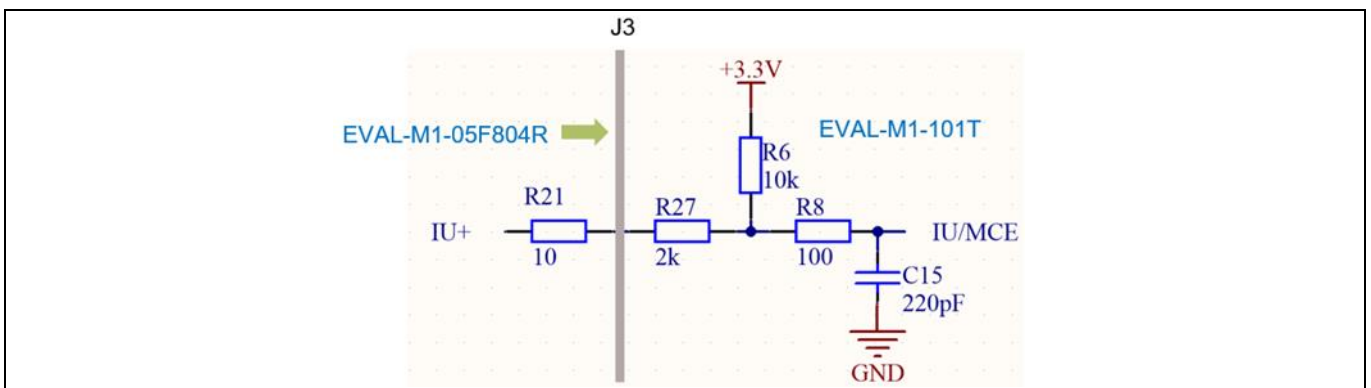 J3
+3.3V
EVAL-M1-05F804R
EVAL-M1-101T
R6
10k
R21
R27
R8
IU+
IU/MCE
10
2k
100
C15
220pF
GND